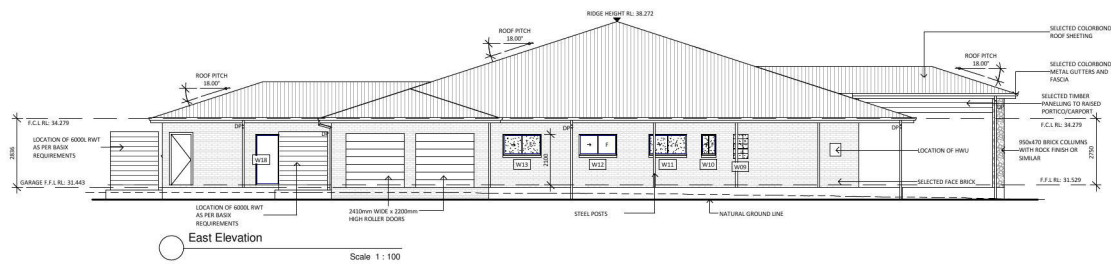 RIDGE HEIGHT RL: 38.272
ROOF PITCH
18.00°
ROOF PITCH
18.00°
ROOF PITCH
18.00°
SELECTED COLORBOND
ROOF SHEETING
SELECTED COLORBOND
METAL GUTTERS AND
FASCIA
SELECTED TIMBER
PANELLING TO RAISED
PORTICO/CARPORT
F.C.L RL: 34.279
F.C.L RL: 34.279
2836
LOCATION OF 6000L RWT
AS PER BASIX
REQUIREMENTS
DP
DP
DP
DP
DP
W18
W13
2100
W12
F
W11
W10
W09
LOCATION OF HWU
950x470 BRICK COLUMNS
WITH ROCK FINISH OR
SIMILAR
2750
GARAGE F.F.L RL: 31.443
SELECTED FACE BRICK
F.F.L RL: 31.529
LOCATION OF 6000L RWT
AS PER BASIX
REQUIREMENTS
2410mm WIDE x 2200mm
HIGH ROLLER DOORS
STEEL POSTS
NATURAL GROUND LINE
East Elevation
Scale 1 : 100